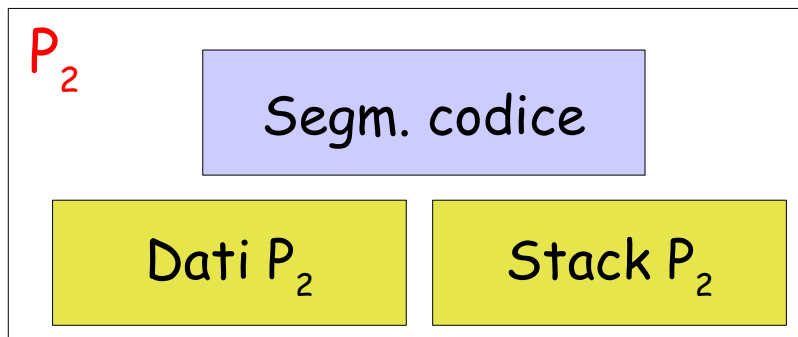 P₂
Segm. codice
Dati P₂
Stack P₂